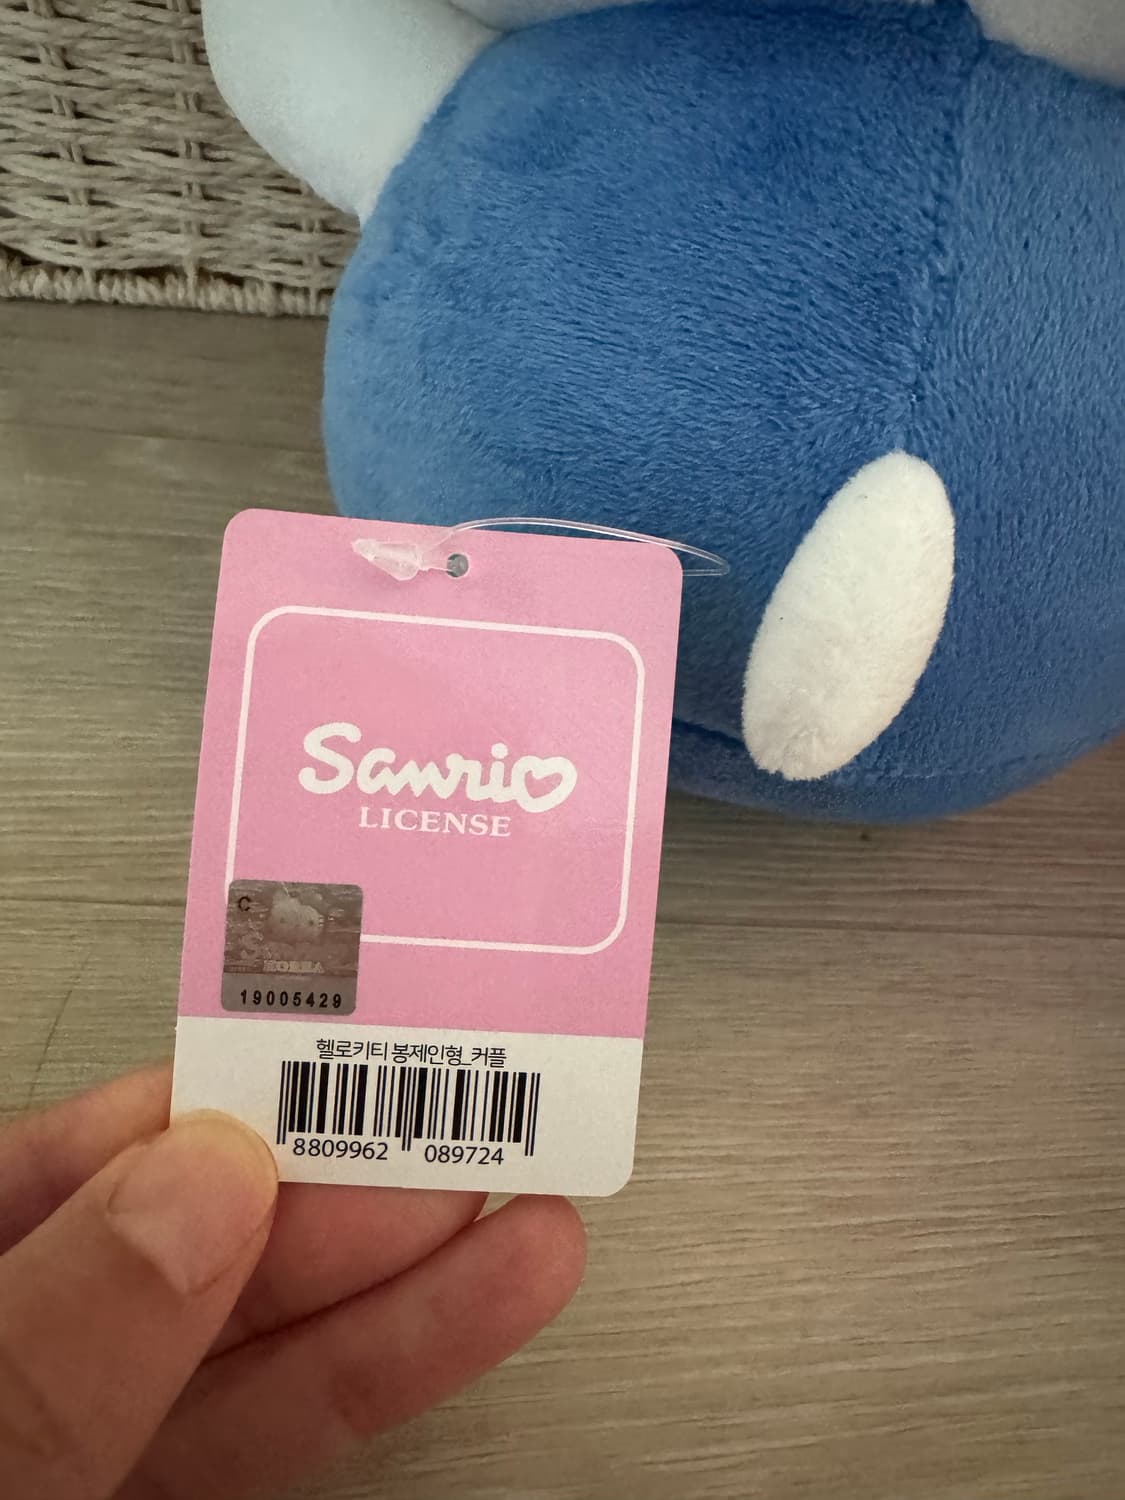 Sanrio
LICENSE
C
KOREA
19005429
헬로키티 봉제인형_커플
8809962 089724